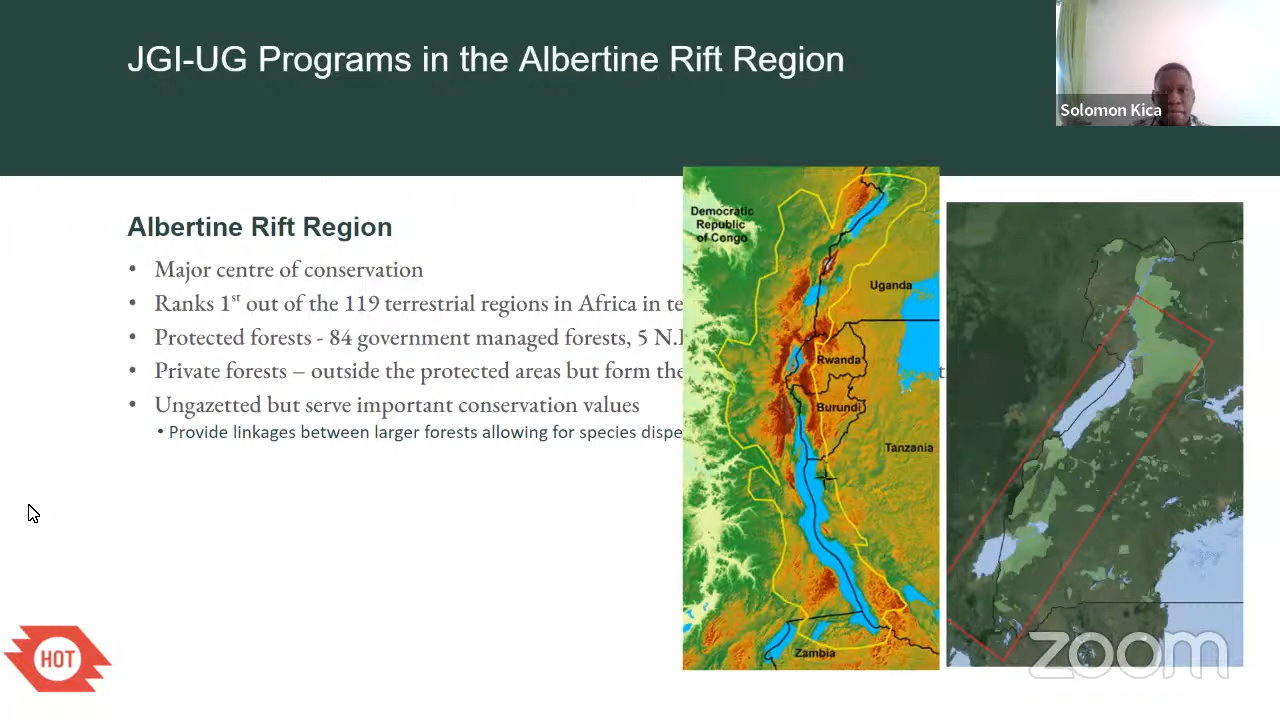 JGI-UG Programs in the Albertine Rift Region
Solomon Kica
Albertine Rift Region
• Major centre of conservation
• Ranks 1st out of the 119 terrestrial regions in Africa in te
• Protected forests - 84 government managed forests, 5 N.
• Private forests – outside the protected areas but form the
• Ungazetted but serve important conservation values
• Provide linkages between larger forests allowing for species dispe
Democratic
Republic
of Congo
Uganda
Rwanda
Burundi
Tanzania
Zambia
HOT
zoom